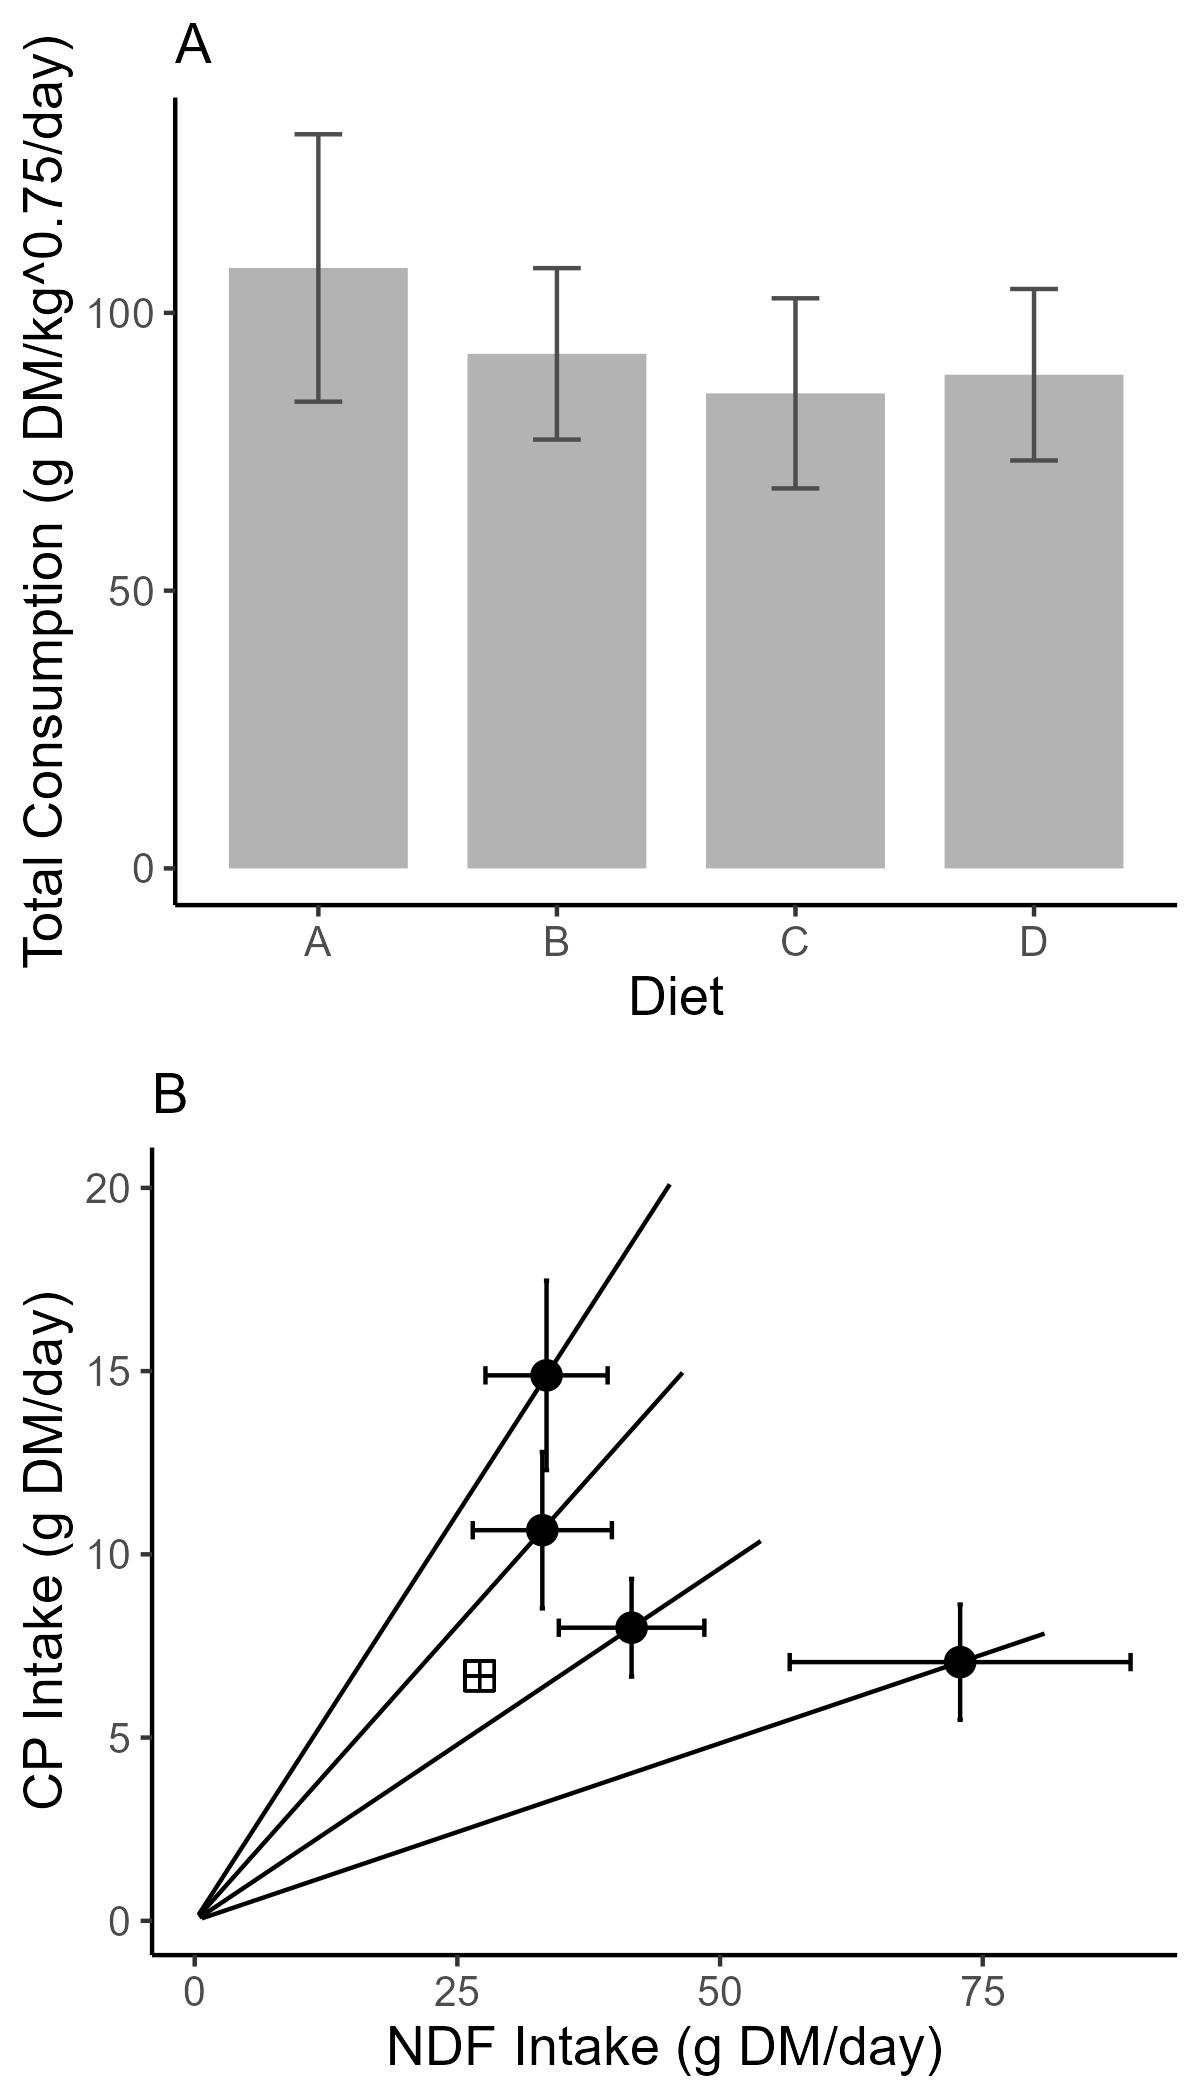 A
Total Consumption (g DM/kg^0.75/day)
100
50
0
A B C D
Diet
B
CP Intake (g DM/day)
20
15
10
5
0
0 25 50 75
NDF Intake (g DM/day)